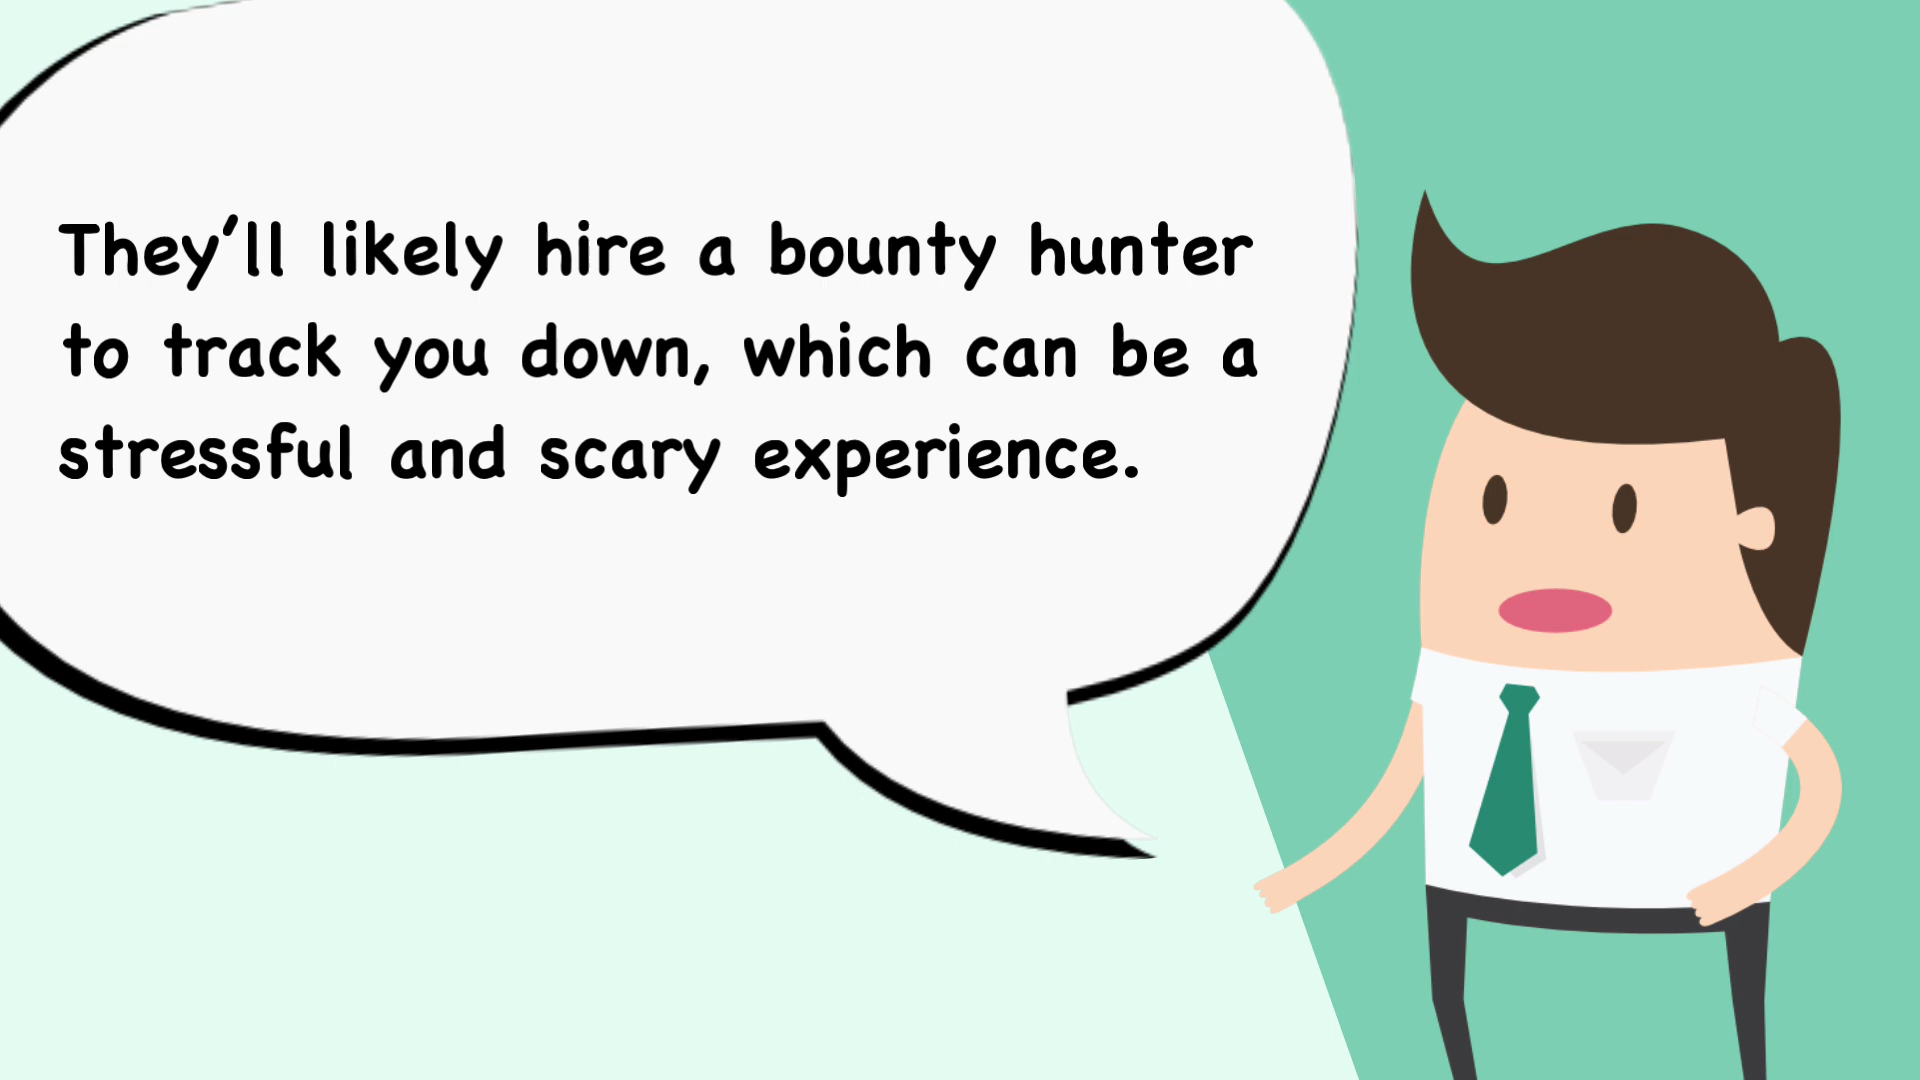 They'll likely hire a bounty hunter
to track you down, which can be a
stressful and scary experience.